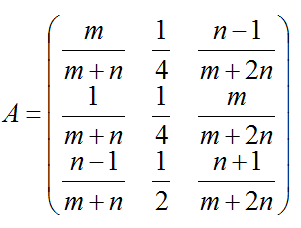 A = ( m/(m+n) 1/4 (n−1)/(m+2n)
1/(m+n) 1/4 m/(m+2n)
(n−1)/(m+n) 1/2 (n+1)/(m+2n) )